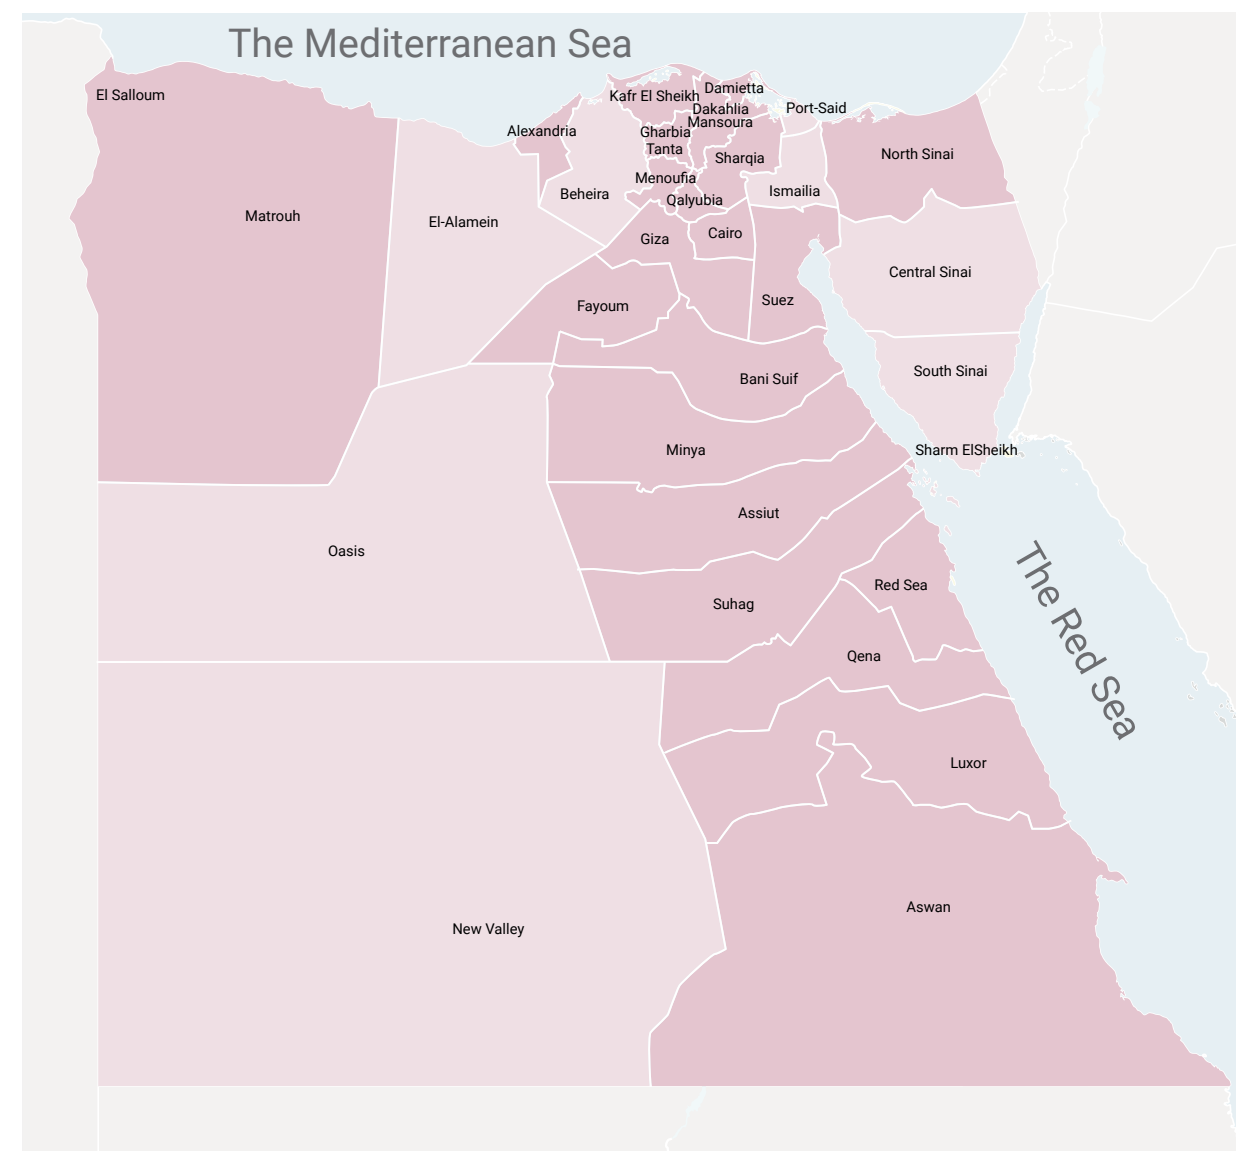 The Mediterranean Sea
El Salloum
Damietta
Kafr El Sheikh
Port-Said
Dakahlia
Mansoura
Alexandria
Gharbia
Tanta
North Sinai
Sharqia
Menoufia
Ismailia
Beheira
Qalyubia
Matrouh
El-Alamein
Cairo
Giza
Central Sinai
Suez
Fayoum
South Sinai
Bani Suif
Minya
Sharm ElSheikh
Assiut
Oasis
Red Sea
Suhag
The Red Sea
Qena
Luxor
Aswan
New Valley